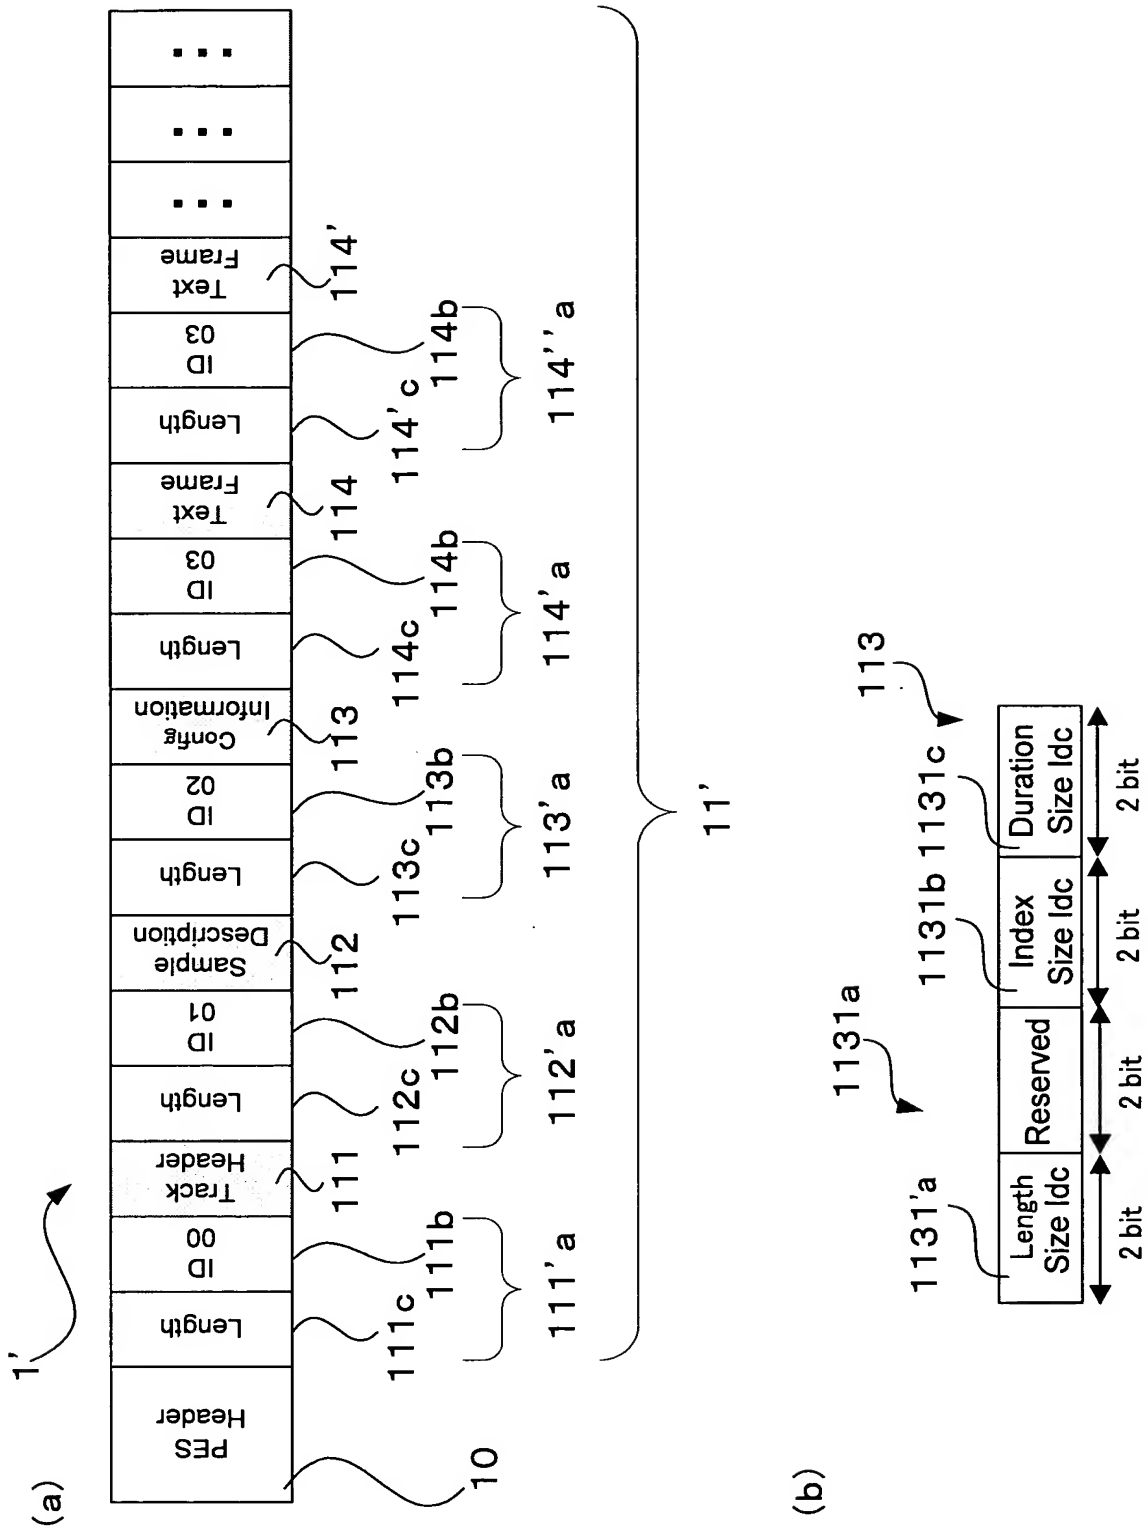 (a)
1'
PES
Header
Length
ID
00
Track
Header
Length
ID
01
Sample
Description
Length
ID
02
Config
Information
Length
ID
03
Text
Frame
Length
ID
03
Text
Frame
...
...
...
10
111c
111b
111
112c
112b
112
113c
113b
113
114c
114b
114
114'c
114b
114'
111'a
112'a
113'a
114'a
114''a
11'
(b)
1131'a
1131a
1131b
1131c
113
Length
Size Idc
Reserved
Index
Size Idc
Duration
Size Idc
2 bit
2 bit
2 bit
2 bit